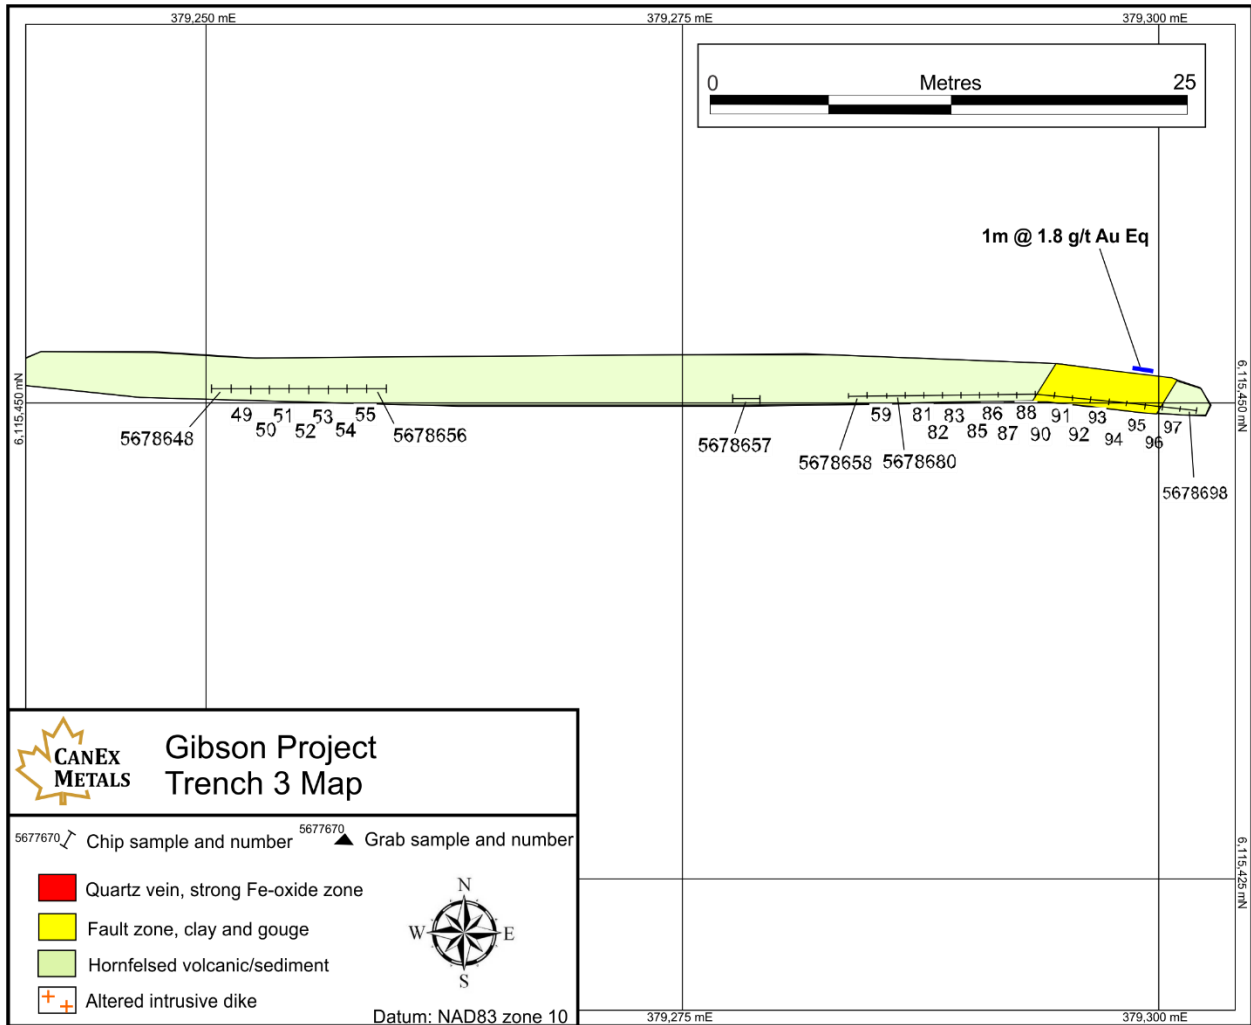 379,250 mE
379,275 mE
379,300 mE
0 Metres 25
1m @ 1.8 g/t Au Eq
6,115,450 mN
6,115,450 mN
49 51 53 55
50 52 54
5678648
5678656
5678657
59 81 83 86 88 91 93 95 97
82 85 87 90 92 94 96
5678658 5678680
5678698
CANEX
METALS
Gibson Project
Trench 3 Map
5677670 Chip sample and number
5677670 Grab sample and number
Quartz vein, strong Fe-oxide zone
Fault zone, clay and gouge
Hornfelsed volcanic/sediment
Altered intrusive dike
N
W E
S
Datum: NAD83 zone 10
6,115,425 mN
379,275 mE
379,300 mE